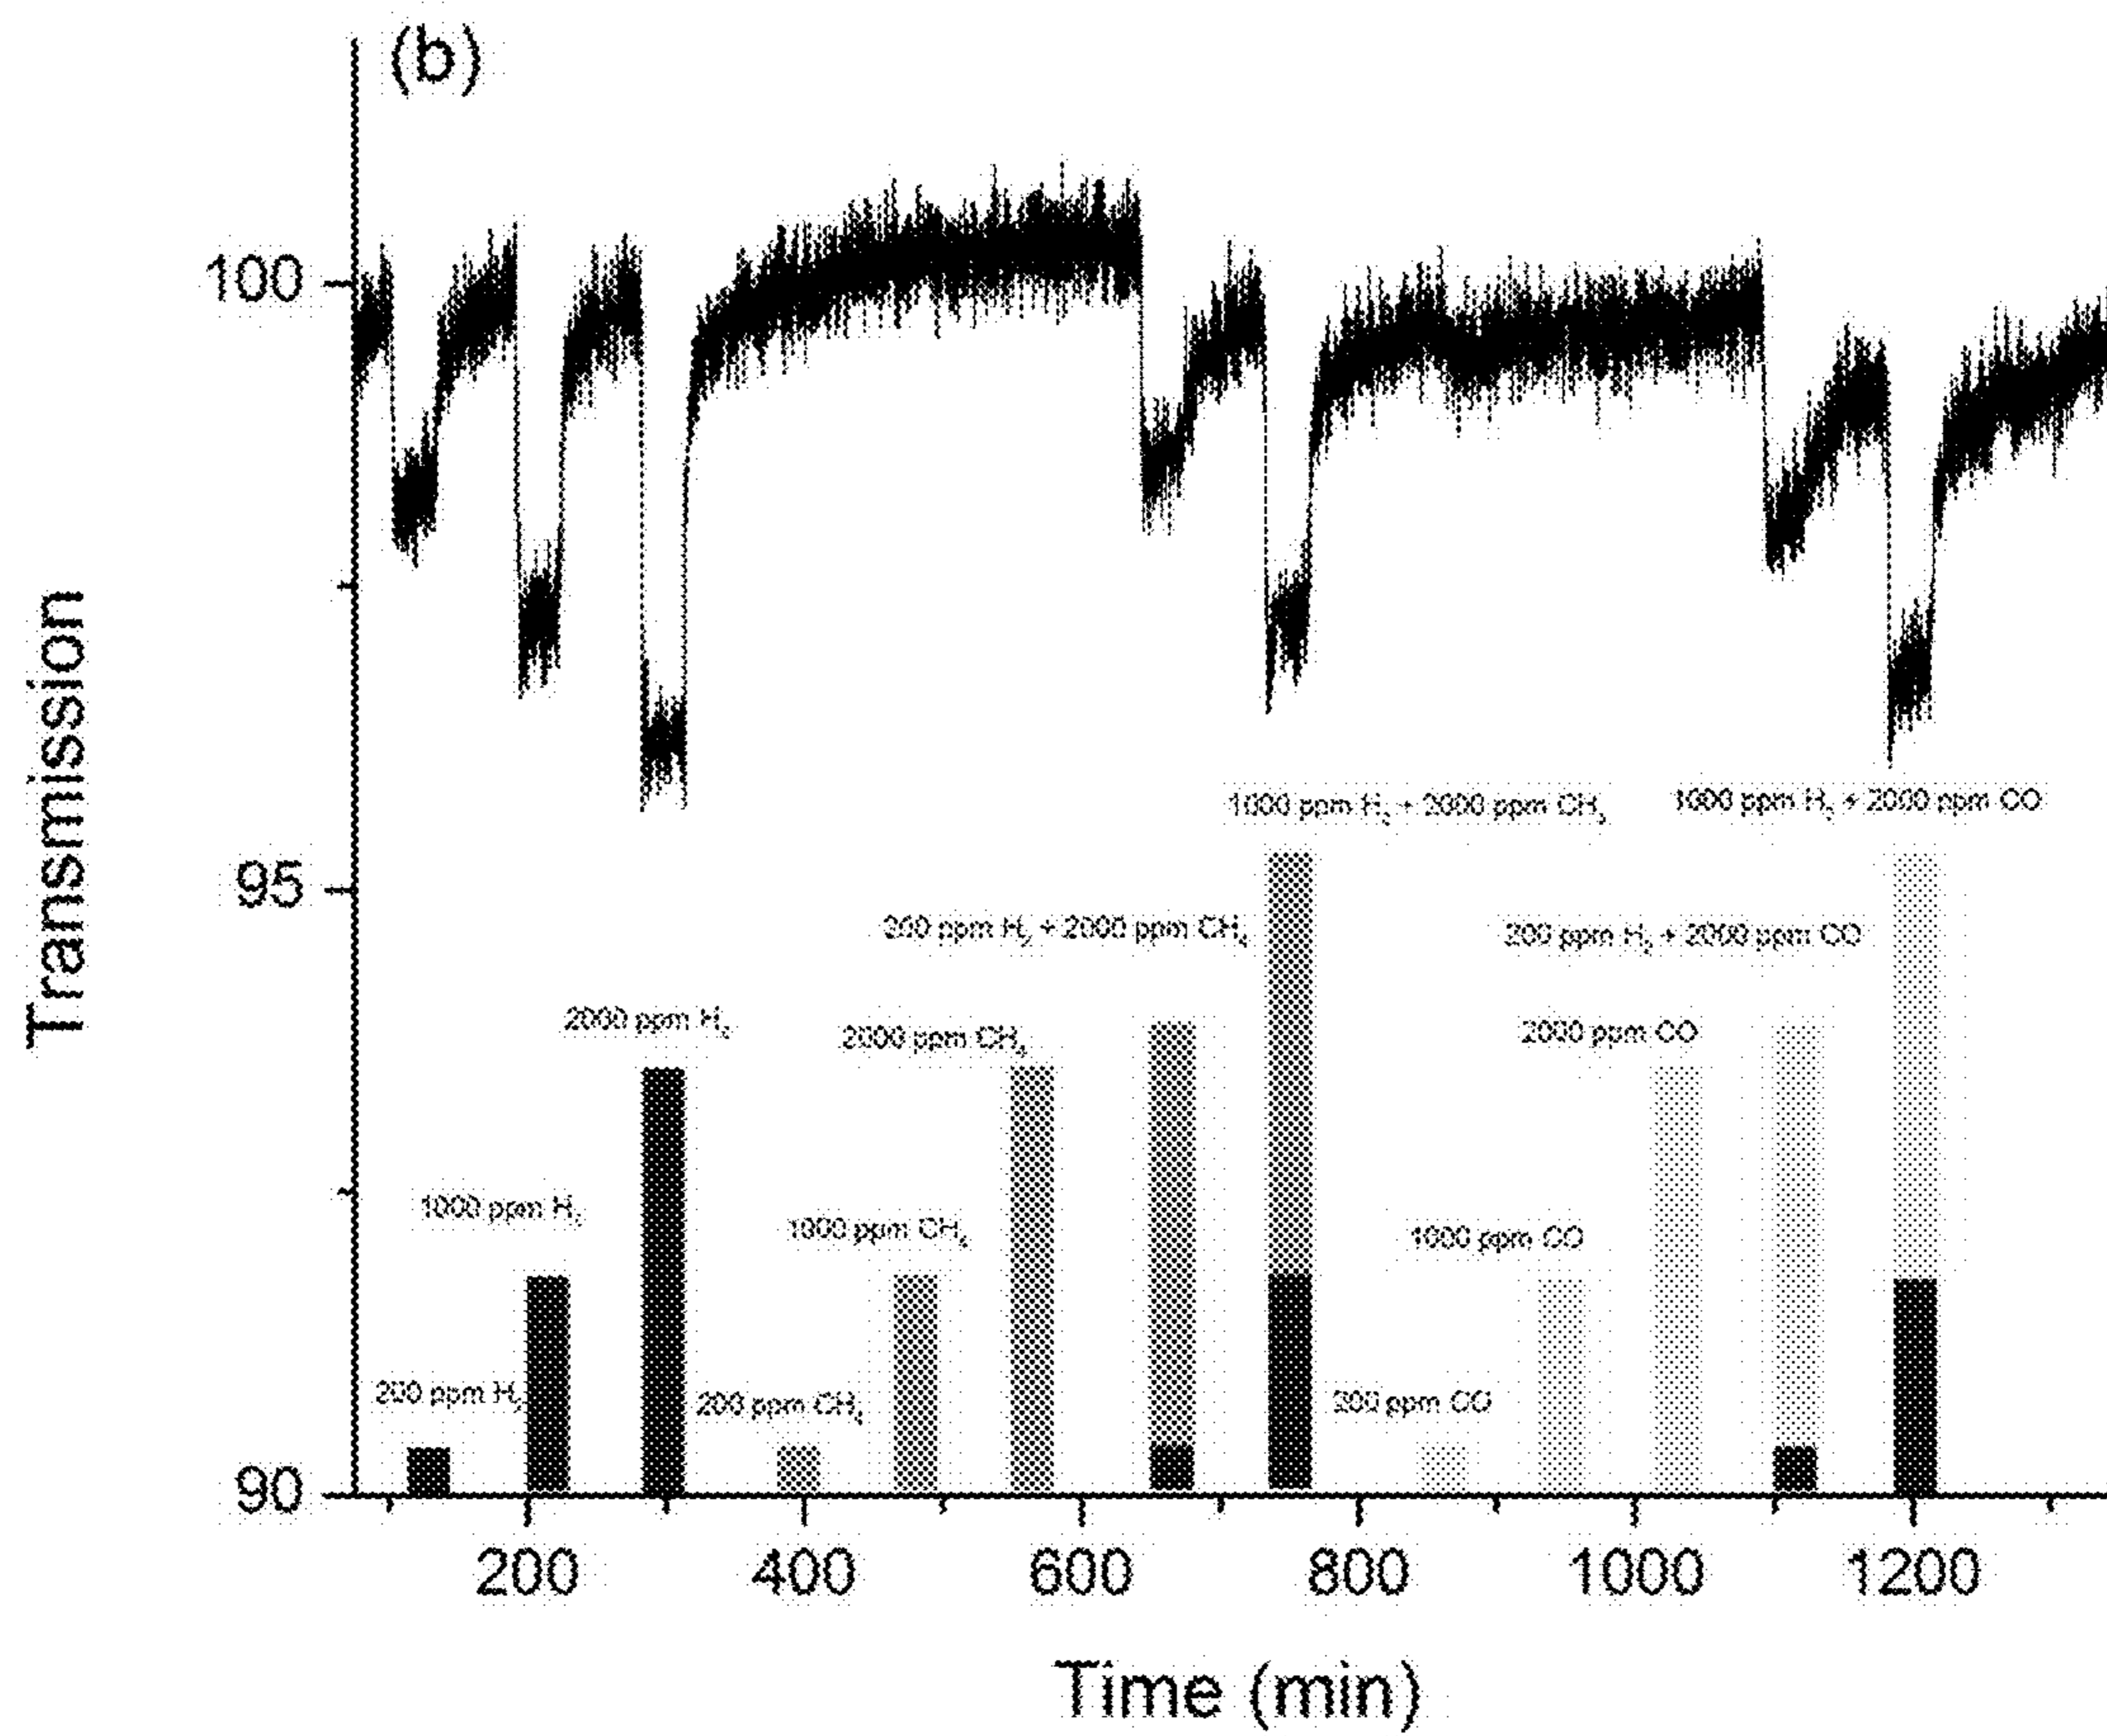 (b)
100
95
90
Transmission
1000 ppm H₂ + 2000 ppm CH₄
1000 ppm H₂ + 2000 ppm CO
200 ppm H₂ + 2000 ppm CH₄
200 ppm H₂ + 2000 ppm CO
2000 ppm H₂
2000 ppm CH₄
2000 ppm CO
1000 ppm H₂
1000 ppm CH₄
1000 ppm CO
200 ppm H₂
200 ppm CH₄
200 ppm CO
200 400 600 800 1000 1200
Time (min)